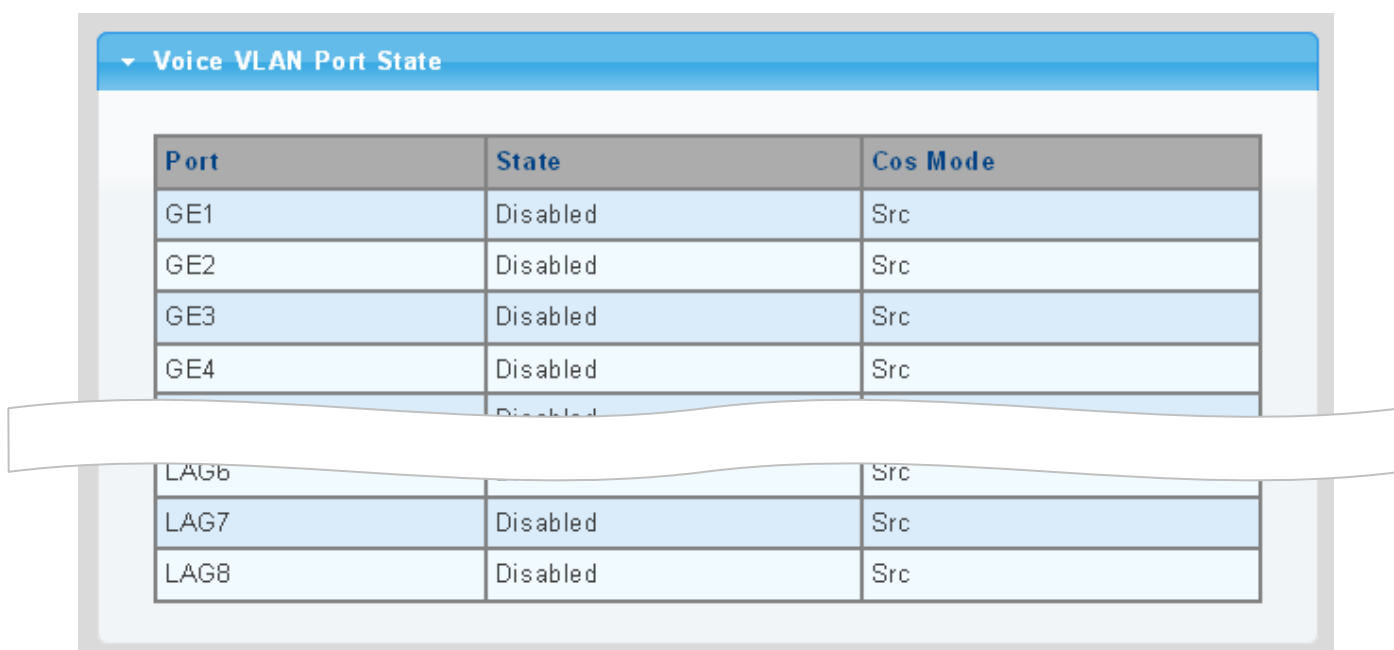 Voice VLAN Port State
Port State Cos Mode
GE1 Disabled Src
GE2 Disabled Src
GE3 Disabled Src
GE4 Disabled Src
Disabled
LAG6 Src
LAG7 Disabled Src
LAG8 Disabled Src